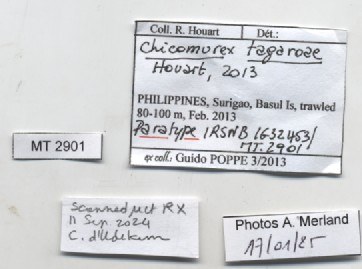 Coll. R. Houart
Dét.:
Chicomurex tagaroae
Houart, 2013
PHILIPPINES, Surigao, Basul Is, trawled
80-100 m, Feb. 2013
Paratype IRSNB IG32453/
MT.2901
ex coll: Guido POPPE 3/2013
MT 2901
Scanned μct RX
11 Sep 2024
C. d'Udekem
Photos A. Merland
17/01/25